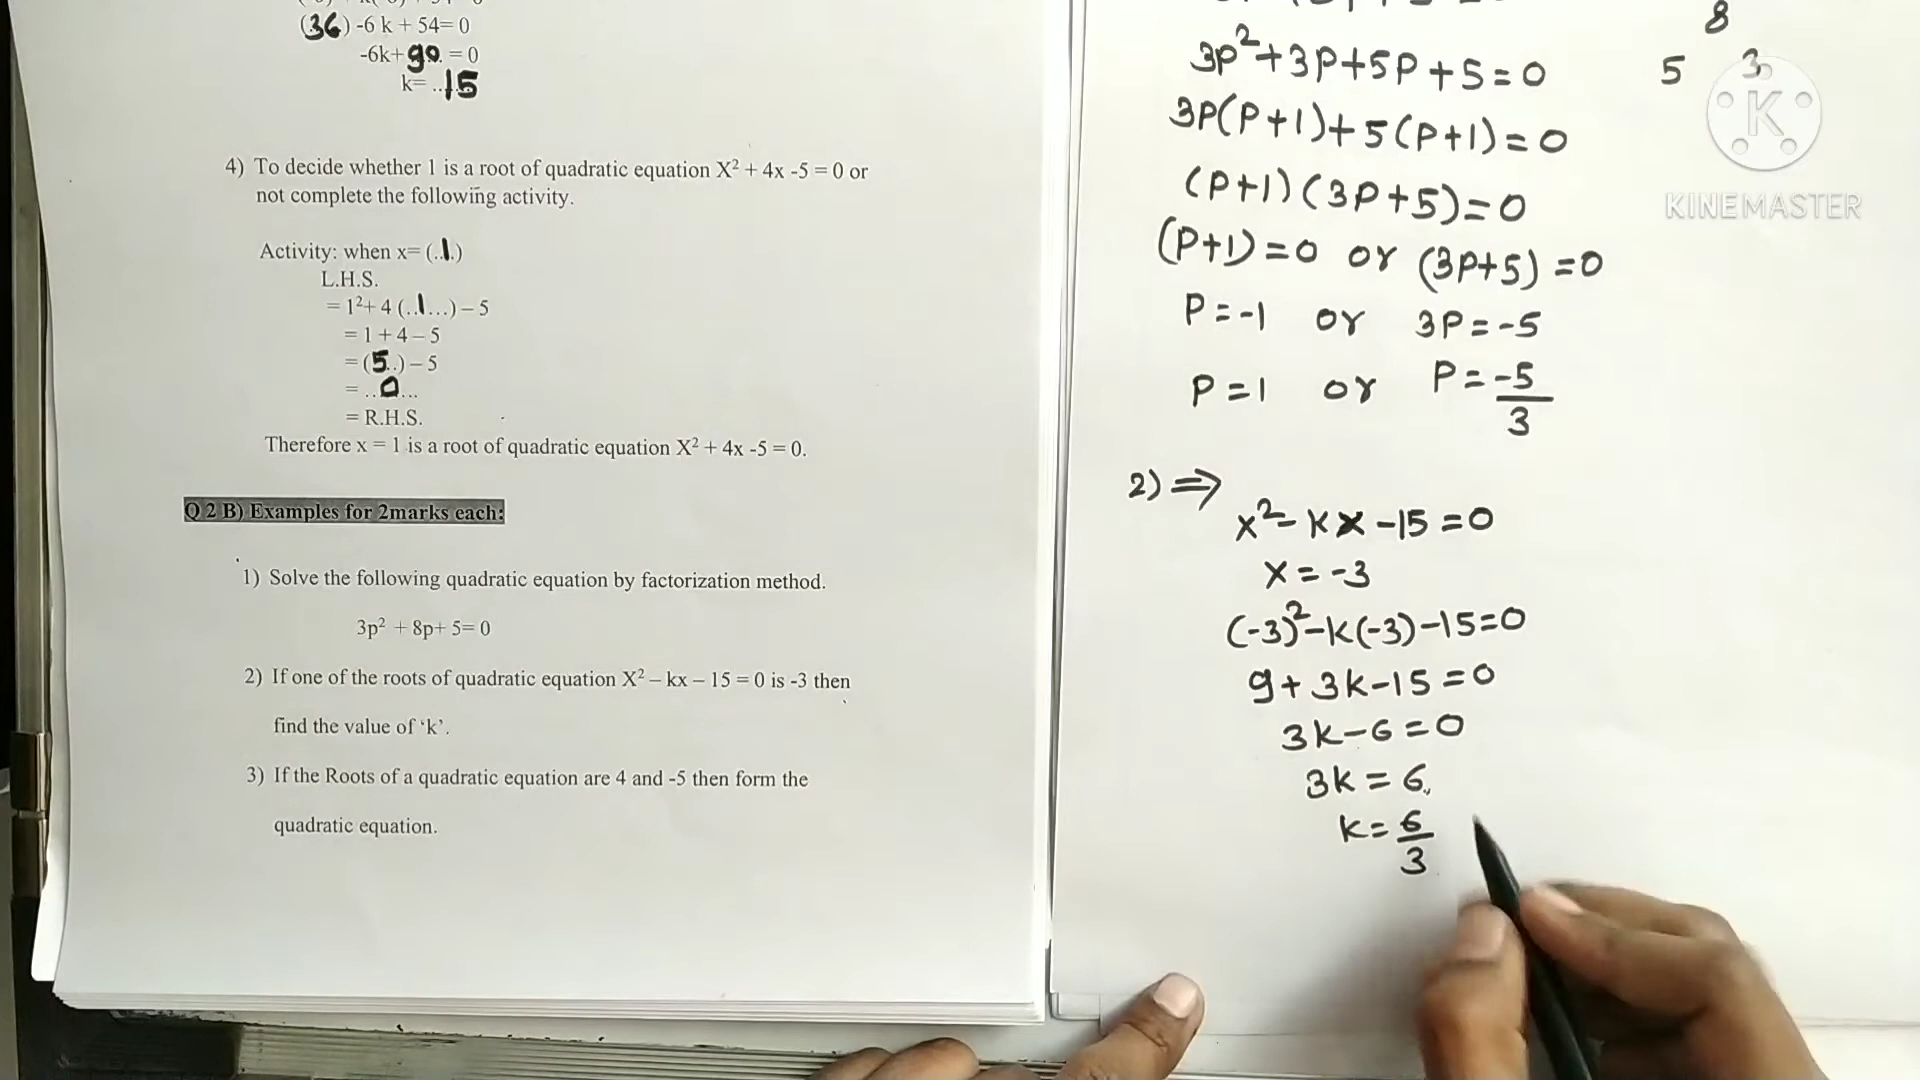 (36) -6 k + 54= 0
-6k+ 90. = 0
k= ..15
4) To decide whether 1 is a root of quadratic equation X² + 4x -5 = 0 or
not complete the following activity.
Activity: when x= (..1.)
L.H.S.
= 1²+ 4 (..1...) – 5
= 1 + 4 – 5
= (5..) – 5
= ..0...
= R.H.S.
Therefore x = 1 is a root of quadratic equation X² + 4x -5 = 0.
Q 2 B) Examples for 2marks each:
1) Solve the following quadratic equation by factorization method.
3p² + 8p+ 5= 0
2) If one of the roots of quadratic equation X² – kx – 15 = 0 is -3 then
find the value of ‘k’.
3) If the Roots of a quadratic equation are 4 and -5 then form the
quadratic equation.
3p²+3p+5p+5=0
3p(p+1)+5(p+1)=0
(p+1)(3p+5)=0
(p+1)=0 or (3p+5)=0
P=-1 or 3p=-5
P=1 or P=-5/3
2)⇒
x²-kx-15=0
x=-3
(-3)²-k(-3)-15=0
9+3k-15=0
3k-6=0
3k=6
k=6/3
8
5 3
K
KINEMASTER